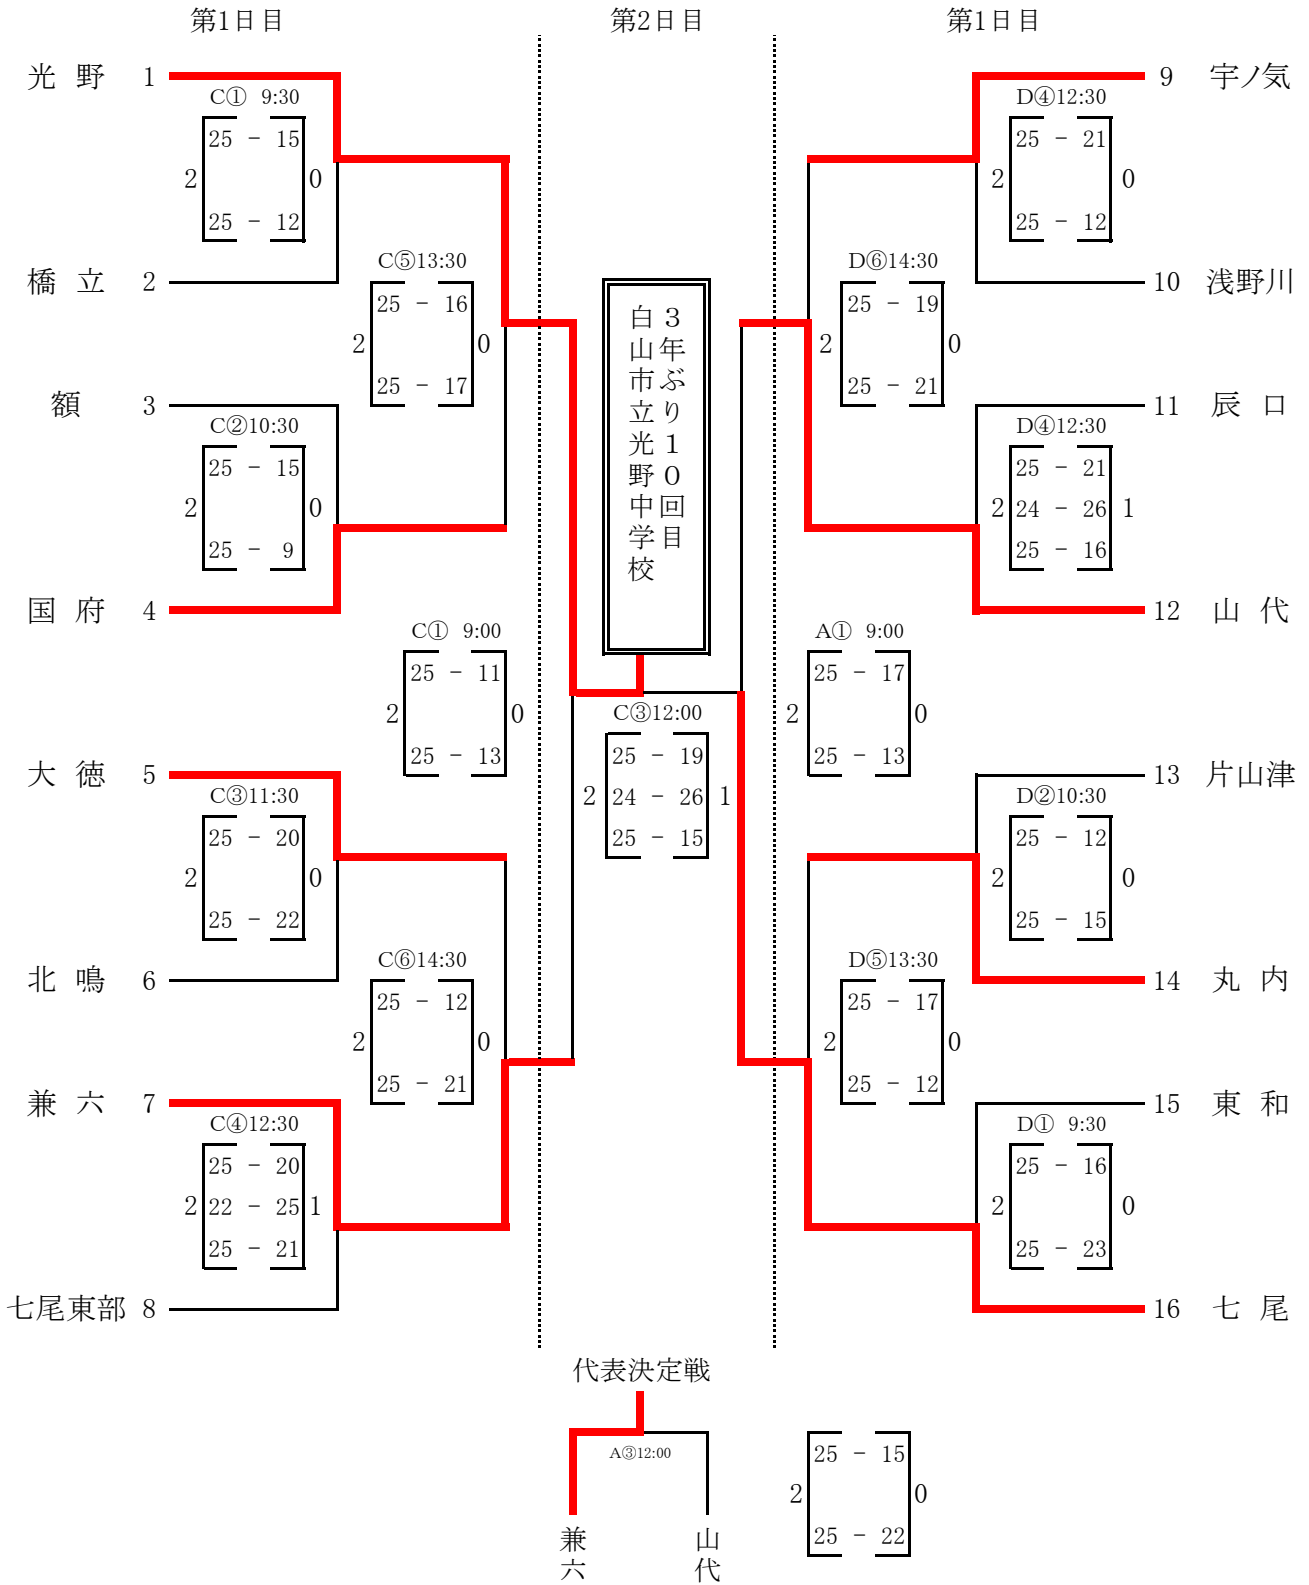 第1日目
第2日目
第1日目
光 野 1
C① 9:30
25 - 15
2 0
25 - 12
橋 立 2
C⑤13:30
25 - 16
2 0
25 - 17
額 3
C②10:30
25 - 15
2 0
25 - 9
国 府 4
C① 9:00
25 - 11
2 0
25 - 13
大 徳 5
C③11:30
25 - 20
2 0
25 - 22
北 鳴 6
C⑥14:30
25 - 12
2 0
25 - 21
兼 六 7
C④12:30
25 - 20
2 22 - 25 1
25 - 21
七尾東部 8
3年ぶり10回目
白山市立光野中学校
C③12:00
25 - 19
2 24 - 26 1
25 - 15
9 宇ノ気
D④12:30
25 - 21
2 0
25 - 12
10 浅野川
D⑥14:30
25 - 19
2 0
25 - 21
11 辰 口
D④12:30
25 - 21
2 24 - 26 1
25 - 16
12 山 代
A① 9:00
25 - 17
2 0
25 - 13
13 片山津
D②10:30
25 - 12
2 0
25 - 15
14 丸 内
D⑤13:30
25 - 17
2 0
25 - 12
15 東 和
D① 9:30
25 - 16
2 0
25 - 23
16 七 尾
代表決定戦
A③12:00
兼六
山代
25 - 15
2 0
25 - 22